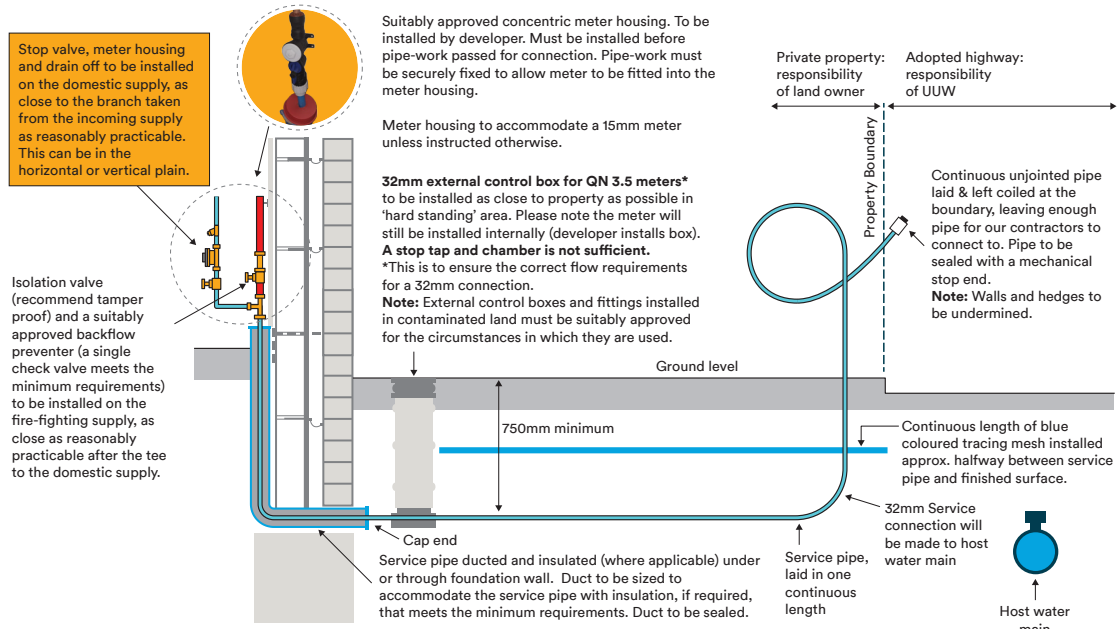 Stop valve, meter housing
and drain off to be installed
on the domestic supply, as
close to the branch taken
from the incoming supply
as reasonably practicable.
This can be in the
horizontal or vertical plain.
Suitably approved concentric meter housing. To be
installed by developer. Must be installed before
pipe-work passed for connection. Pipe-work must
be securely fixed to allow meter to be fitted into the
meter housing.
Meter housing to accommodate a 15mm meter
unless instructed otherwise.
32mm external control box for QN 3.5 meters*
to be installed as close to property as possible in
‘hard standing’ area. Please note the meter will
still be installed internally (developer installs box).
A stop tap and chamber is not sufficient.
*This is to ensure the correct flow requirements
for a 32mm connection.
Note: External control boxes and fittings installed
in contaminated land must be suitably approved
for the circumstances in which they are used.
Private property:
responsibility
of land owner
Adopted highway:
responsibility
of UUW
Property Boundary
Continuous unjointed pipe
laid & left coiled at the
boundary, leaving enough
pipe for our contractors to
connect to. Pipe to be
sealed with a mechanical
stop end.
Note: Walls and hedges to
be undermined.
Isolation valve
(recommend tamper
proof) and a suitably
approved backflow
preventer (a single
check valve meets the
minimum requirements)
to be installed on the
fire-fighting supply, as
close as reasonably
practicable after the tee
to the domestic supply.
Ground level
750mm minimum
Continuous length of blue
coloured tracing mesh installed
approx. halfway between service
pipe and finished surface.
32mm Service
connection will
be made to host
water main
Cap end
Service pipe ducted and insulated (where applicable) under
or through foundation wall. Duct to be sized to
accommodate the service pipe with insulation, if required,
that meets the minimum requirements. Duct to be sealed.
Service pipe,
laid in one
continuous
length
Host water
main